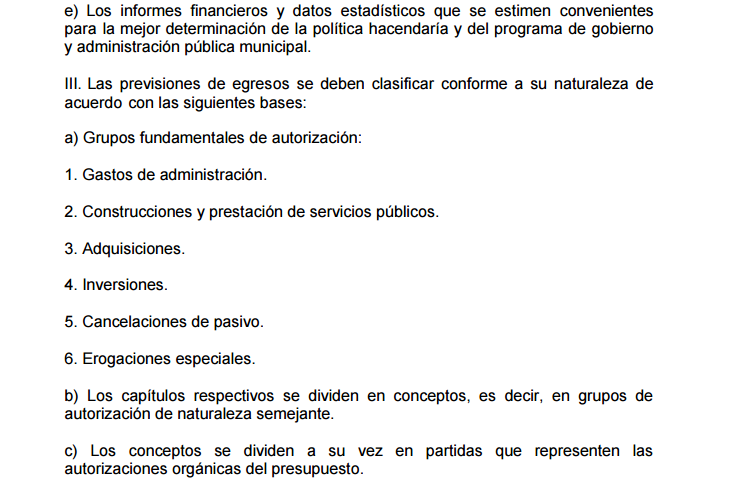 e) Los informes financieros y datos estadísticos que se estimen convenientes
para la mejor determinación de la política hacendaría y del programa de gobierno
y administración pública municipal.
III. Las previsiones de egresos se deben clasificar conforme a su naturaleza de
acuerdo con las siguientes bases:
a) Grupos fundamentales de autorización:
1. Gastos de administración.
2. Construcciones y prestación de servicios públicos.
3. Adquisiciones.
4. Inversiones.
5. Cancelaciones de pasivo.
6. Erogaciones especiales.
b) Los capítulos respectivos se dividen en conceptos, es decir, en grupos de
autorización de naturaleza semejante.
c) Los conceptos se dividen a su vez en partidas que representen las
autorizaciones orgánicas del presupuesto.